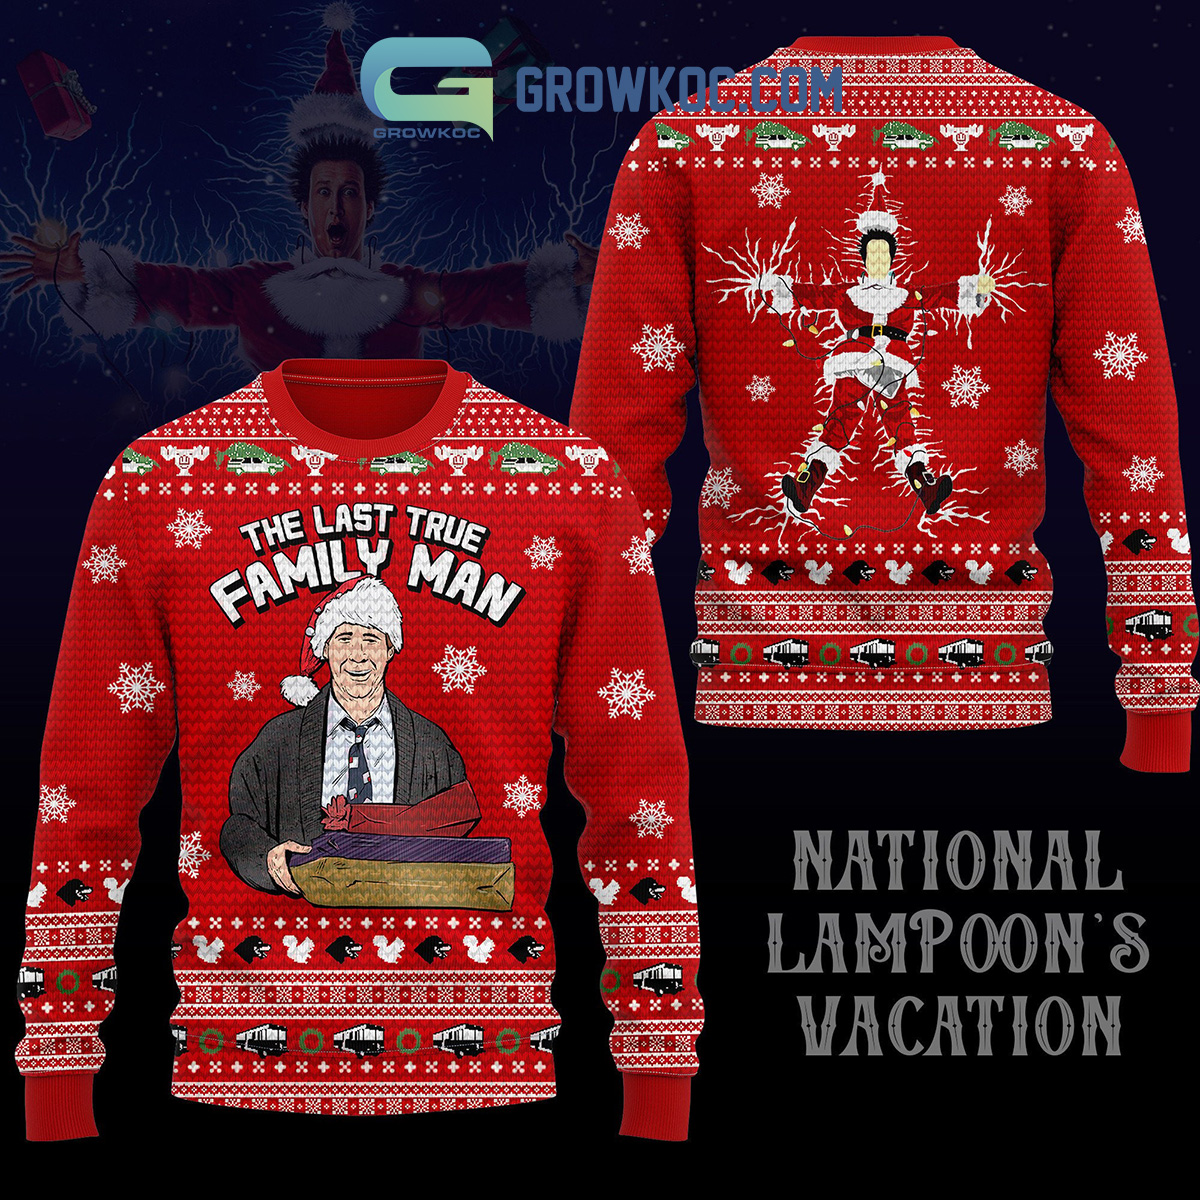 GROWKOC
GROWKOC.COM
THE LAST TRUE
FAMILY MAN
NATIONAL
LAMPOON'S
VACATION